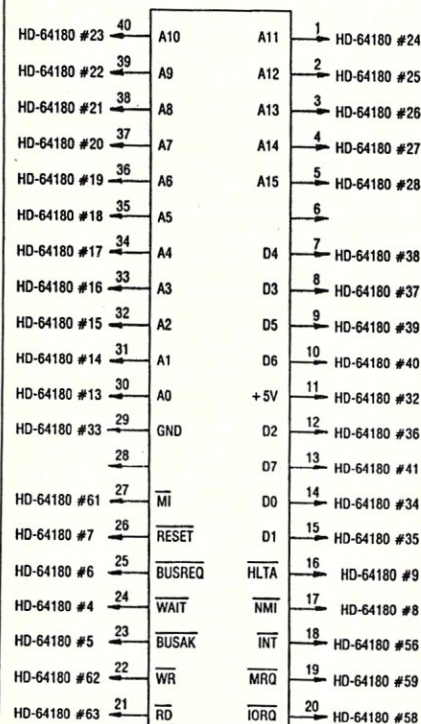 HD-64180 #23 40 A10 A11 1 HD-64180 #24
HD-64180 #22 39 A9 A12 2 HD-64180 #25
HD-64180 #21 38 A8 A13 3 HD-64180 #26
HD-64180 #20 37 A7 A14 4 HD-64180 #27
HD-64180 #19 36 A6 A15 5 HD-64180 #28
HD-64180 #18 35 A5 6
HD-64180 #17 34 A4 D4 7 HD-64180 #38
HD-64180 #16 33 A3 D3 8 HD-64180 #37
HD-64180 #15 32 A2 D5 9 HD-64180 #39
HD-64180 #14 31 A1 D6 10 HD-64180 #40
HD-64180 #13 30 A0 +5V 11 HD-64180 #32
HD-64180 #33 29 GND D2 12 HD-64180 #36
28 D7 13 HD-64180 #41
HD-64180 #61 27 MI D0 14 HD-64180 #34
HD-64180 #7 26 RESET D1 15 HD-64180 #35
HD-64180 #6 25 BUSREQ HLTA 16 HD-64180 #9
HD-64180 #4 24 WAIT NMI 17 HD-64180 #8
HD-64180 #5 23 BUSAK INT 18 HD-64180 #56
HD-64180 #62 22 WR MRQ 19 HD-64180 #59
HD-64180 #63 21 RD IORQ 20 HD-64180 #58